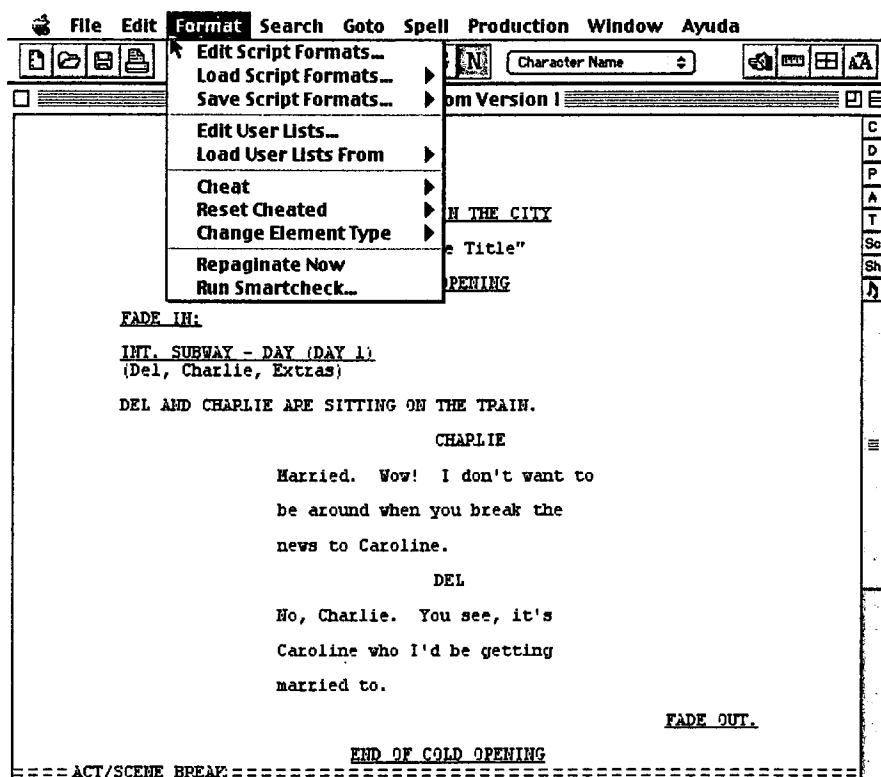 File Edit Format Search Goto Spell Production Window Ayuda
Edit Script Formats...
Load Script Formats...
Save Script Formats...
Edit User Lists...
Load User Lists From
Cheat
Reset Cheated
Change Element Type
Repaginate Now
Run Smartcheck...
N
Character Name
AA
om Version 1
C
D
P
A
T
Sc
Sh
N THE CITY
e Title"
OPENING
FADE IN:
INT. SUBWAY - DAY (DAY 1)
(Del, Charlie, Extras)
DEL AND CHARLIE ARE SITTING ON THE TRAIN.
CHARLIE
Married. Wow! I don't want to
be around when you break the
news to Caroline.
DEL
No, Charlie. You see, it's
Caroline who I'd be getting
married to.
FADE OUT.
END OF COLD OPENING
====ACT/SCENE BREAK====